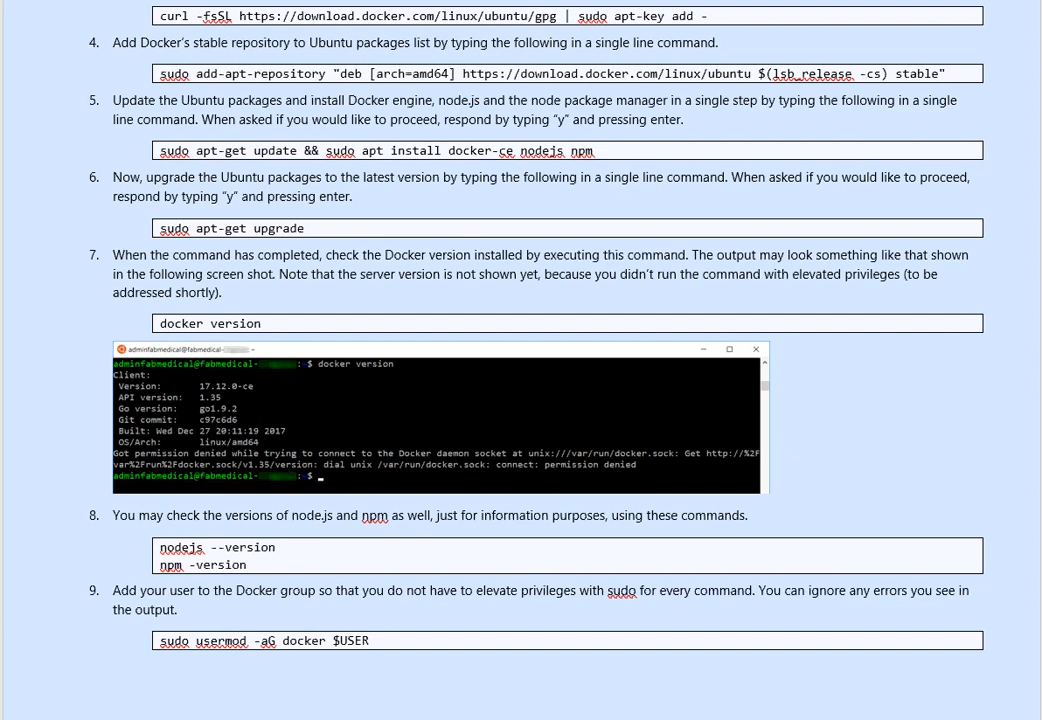 curl -fsSL https://download.docker.com/linux/ubuntu/gpg | sudo apt-key add -
4. Add Docker's stable repository to Ubuntu packages list by typing the following in a single line command.
sudo add-apt-repository "deb [arch=amd64] https://download.docker.com/linux/ubuntu $(lsb_release -cs) stable"
5. Update the Ubuntu packages and install Docker engine, node.js and the node package manager in a single step by typing the following in a single
line command. When asked if you would like to proceed, respond by typing "y" and pressing enter.
sudo apt-get update && sudo apt install docker-ce nodejs npm
6. Now, upgrade the Ubuntu packages to the latest version by typing the following in a single line command. When asked if you would like to proceed,
respond by typing "y" and pressing enter.
sudo apt-get upgrade
7. When the command has completed, check the Docker version installed by executing this command. The output may look something like that shown
in the following screen shot. Note that the server version is not shown yet, because you didn't run the command with elevated privileges (to be
addressed shortly).
docker version
adminfabmedical@fabmedical- ~
adminfabmedical@fabmedical- :~$ docker version
Client:
Version: 17.12.0-ce
API version: 1.35
Go version: go1.9.2
Git commit: c97c6d6
Built: Wed Dec 27 20:11:19 2017
OS/Arch: linux/amd64
Got permission denied while trying to connect to the Docker daemon socket at unix:///var/run/docker.sock: Get http://%2F
var%2Frun%2Fdocker.sock/v1.35/version: dial unix /var/run/docker.sock: connect: permission denied
adminfabmedical@fabmedical- :~$
8. You may check the versions of node.js and npm as well, just for information purposes, using these commands.
nodejs --version
npm -version
9. Add your user to the Docker group so that you do not have to elevate privileges with sudo for every command. You can ignore any errors you see in
the output.
sudo usermod -aG docker $USER